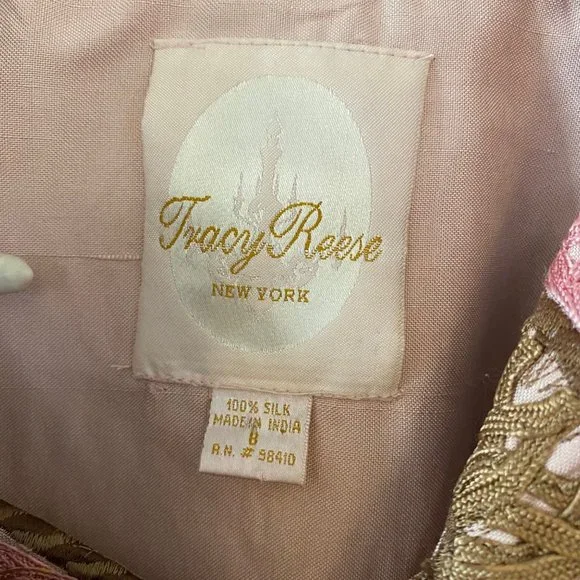 Tracy Reese
NEW YORK
100% SILK
MADE IN INDIA
8
R.N. # 98410